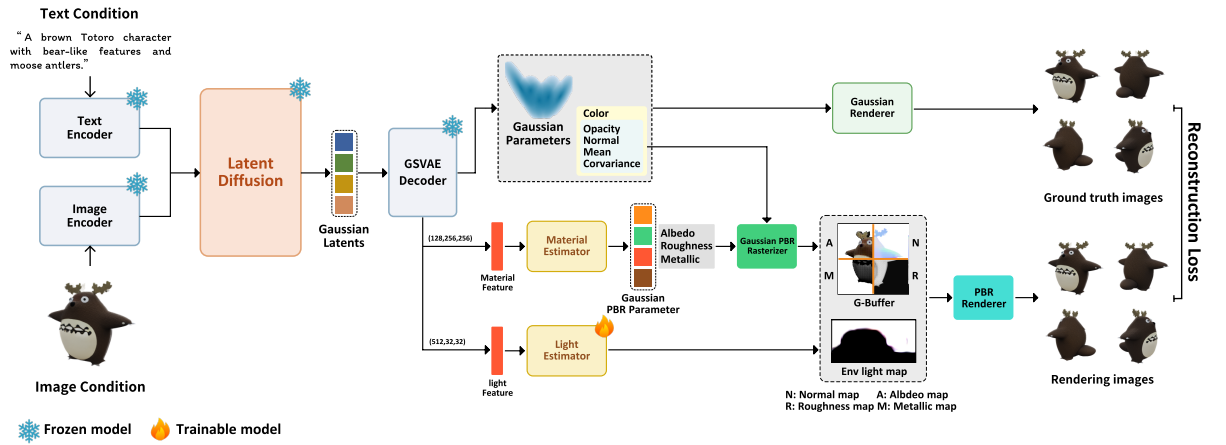 Text Condition
“A brown Totoro character
with bear-like features and
moose antlers.”
Text
Encoder
Image
Encoder
Image Condition
Latent
Diffusion
Gaussian
Latents
GSVAE
Decoder
Gaussian
Parameters
Color
Opacity
Normal
Mean
Corvariance
Gaussian
Renderer
Ground truth images
Reconstruction Loss
(128,256,256)
Material
Feature
Material
Estimator
Gaussian
PBR Parameter
Albedo
Roughness
Metallic
Gaussian PBR
Rasterizer
A
N
M
R
G-Buffer
Env light map
PBR
Renderer
Rendering images
(512,32,32)
light
Feature
Light
Estimator
N: Normal map A: Albdeo map
R: Roughness map M: Metallic map
Frozen model
Trainable model